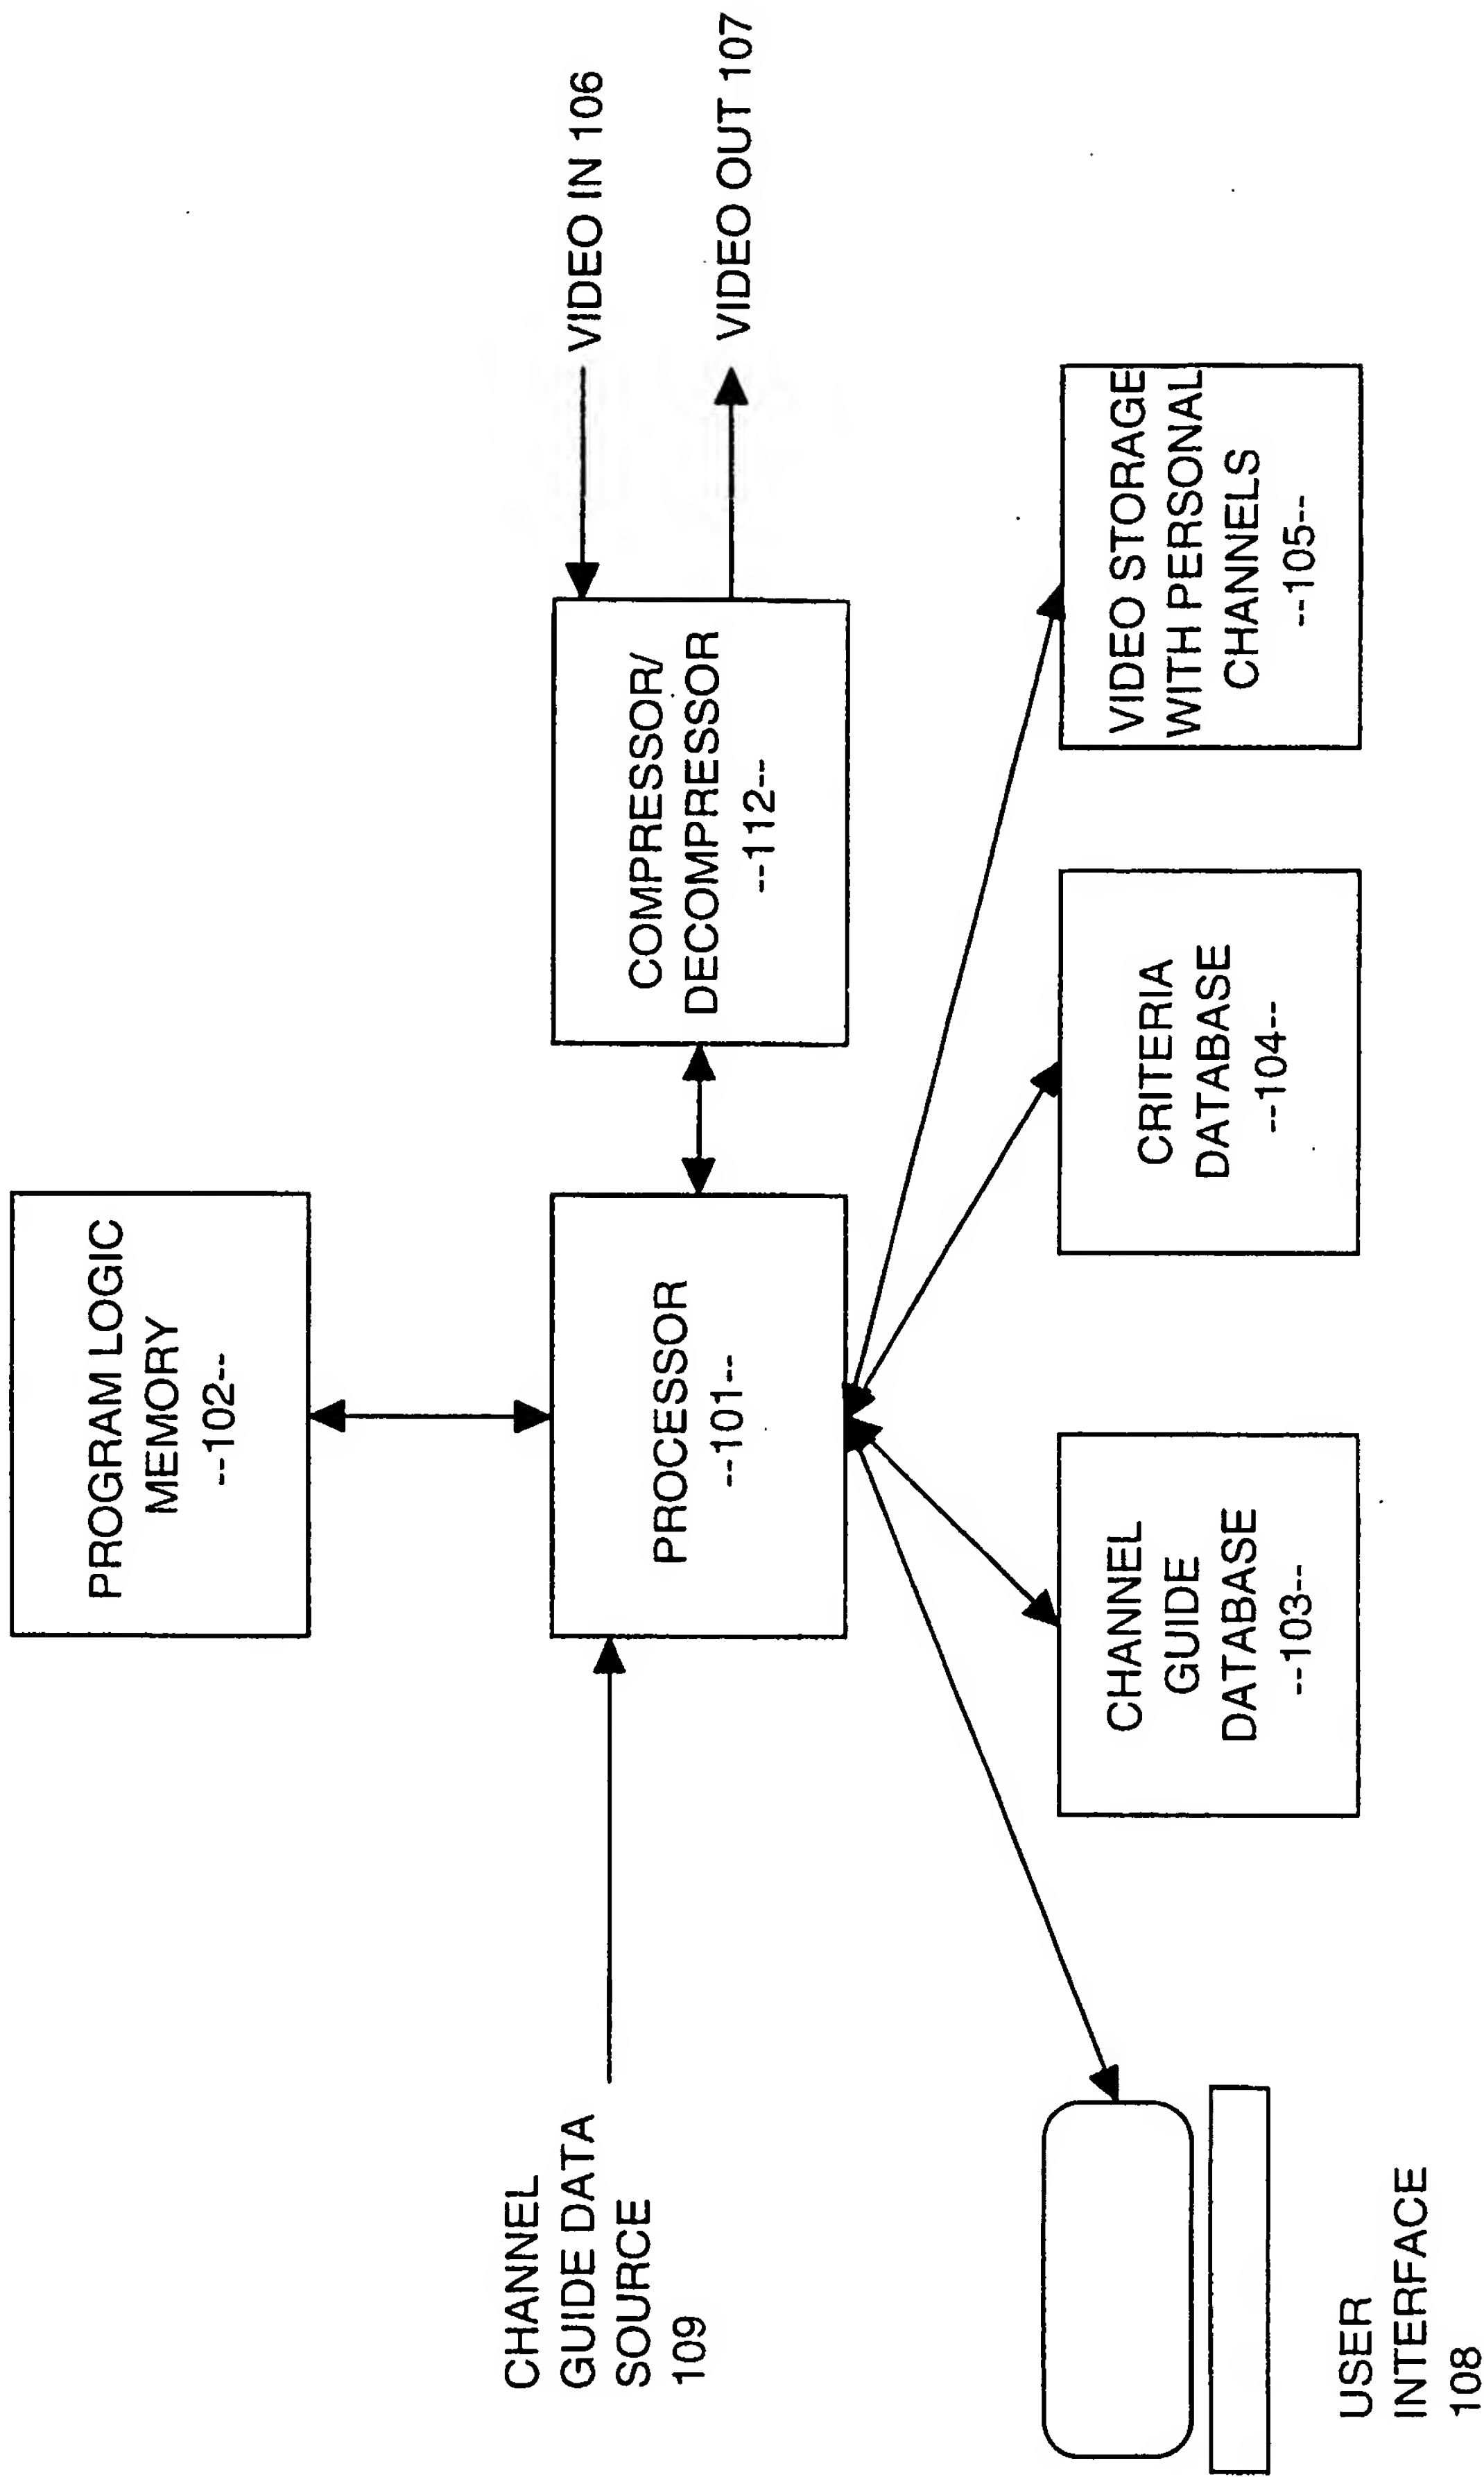 PROGRAM LOGIC
MEMORY
--102--
CHANNEL
GUIDE DATA
SOURCE
109
PROCESSOR
--101--
COMPRESSOR/
DECOMPRESSOR
--112--
VIDEO IN 106
VIDEO OUT 107
USER
INTERFACE
108
CHANNEL
GUIDE
DATABASE
--103--
CRITERIA
DATABASE
--104--
VIDEO STORAGE
WITH PERSONAL
CHANNELS
--105--